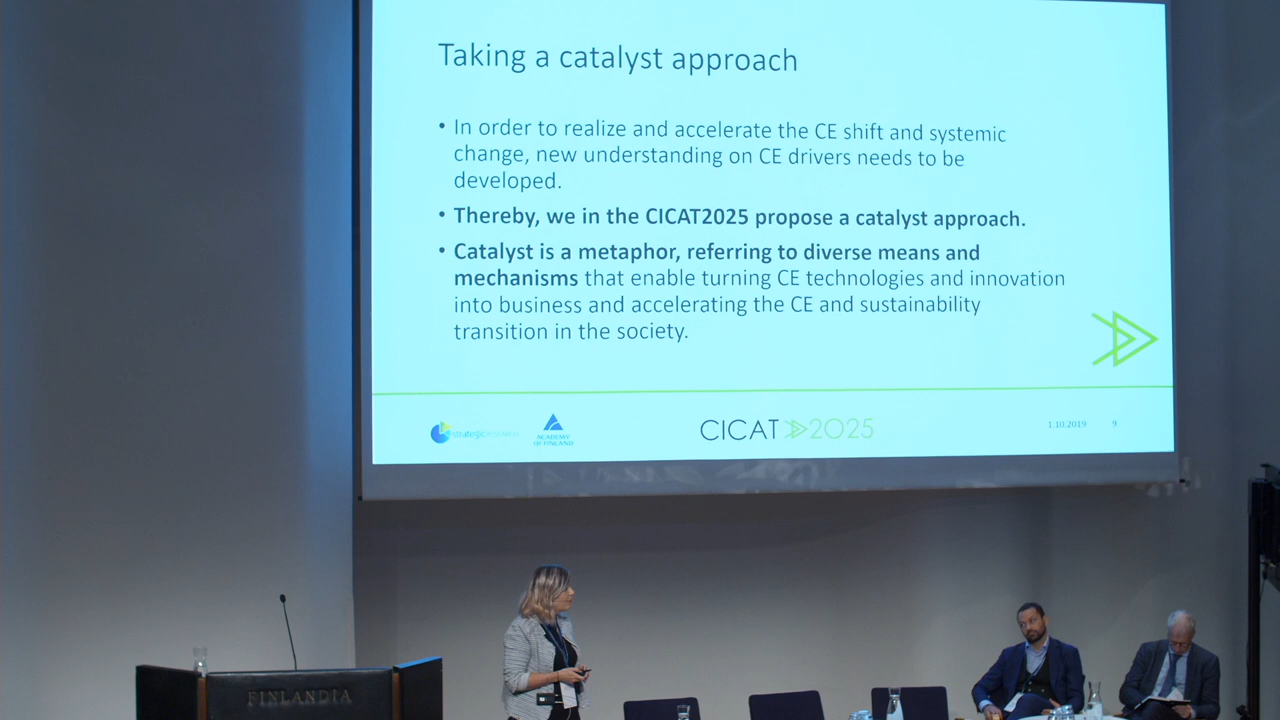 Taking a catalyst approach
• In order to realize and accelerate the CE shift and systemic
change, new understanding on CE drivers needs to be
developed.
• Thereby, we in the CICAT2025 propose a catalyst approach.
• Catalyst is a metaphor, referring to diverse means and
mechanisms that enable turning CE technologies and innovation
into business and accelerating the CE and sustainability
transition in the society.
strategicRESEARCH
ACADEMY
OF FINLAND
CICAT 2025
1.10.2019 9
FINLANDIA